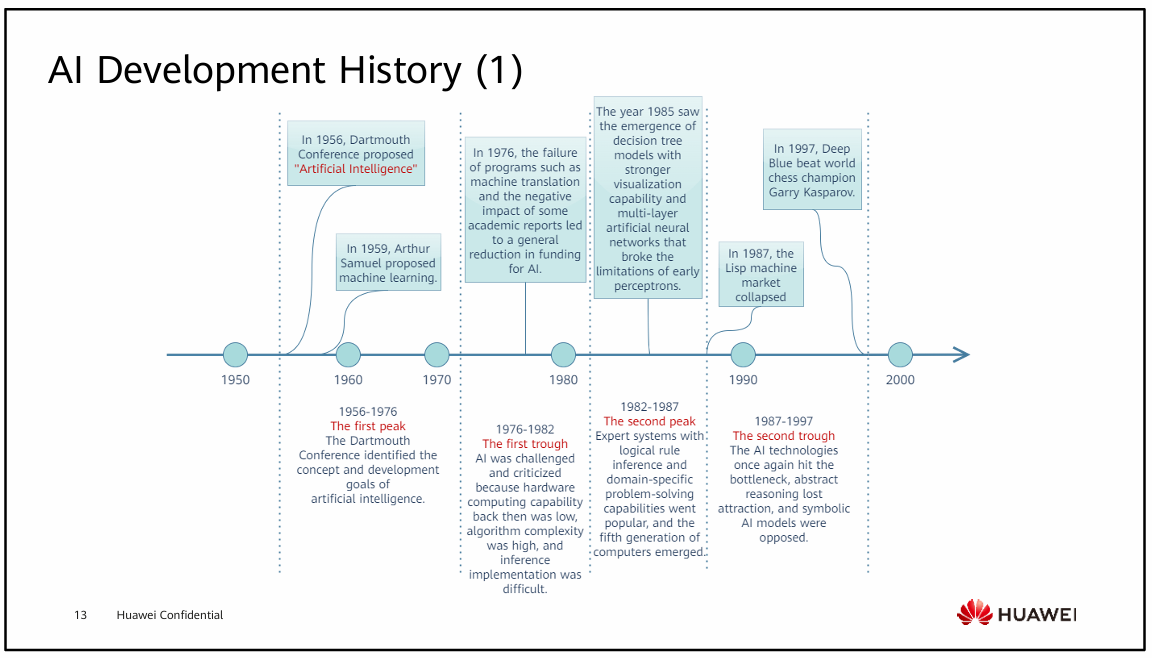 AI Development History (1)
In 1956, Dartmouth
Conference proposed
"Artificial Intelligence"
In 1959, Arthur
Samuel proposed
machine learning.
In 1976, the failure
of programs such as
machine translation
and the negative
impact of some
academic reports led
to a general
reduction in funding
for AI.
The year 1985 saw
the emergence of
decision tree
models with
stronger
visualization
capability and
multi-layer
artificial neural
networks that
broke the
limitations of early
perceptrons.
In 1987, the
Lisp machine
market
collapsed
In 1997, Deep
Blue beat world
chess champion
Garry Kasparov.
1950
1960
1970
1980
1990
2000
1956-1976
The first peak
The Dartmouth
Conference identified the
concept and development
goals of
artificial intelligence.
1976-1982
The first trough
AI was challenged
and criticized
because hardware
computing capability
back then was low,
algorithm complexity
was high, and
inference
implementation was
difficult.
1982-1987
The second peak
Expert systems with
logical rule
inference and
domain-specific
problem-solving
capabilities went
popular, and the
fifth generation of
computers emerged.
1987-1997
The second trough
The AI technologies
once again hit the
bottleneck, abstract
reasoning lost
attraction, and symbolic
AI models were
opposed.
13
Huawei Confidential
HUAWEI